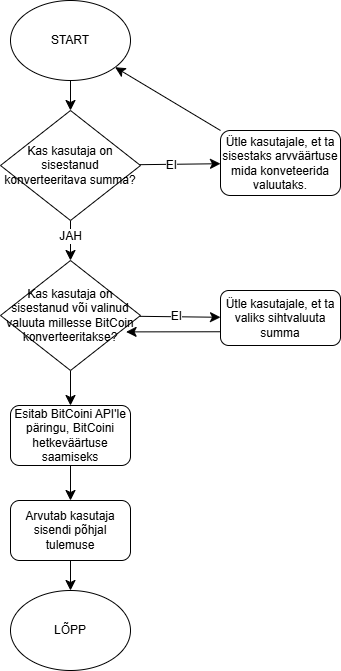 START
Kas kasutaja on
sisestanud
konverteeritava summa?
EI
Ütle kasutajale, et ta
sisestaks arvväärtuse
mida konveteerida
valuutaks.
JAH
Kas kasutaja on
sisestanud või valinud
valuuta millesse BitCoin
konverteeritakse?
EI
Ütle kasutajale, et ta
valiks sihtvaluuta
summa
Esitab BitCoini API'le
päringu, BitCoini
hetkeväärtuse
saamiseks
Arvutab kasutaja
sisendi põhjal
tulemuse
LÕPP